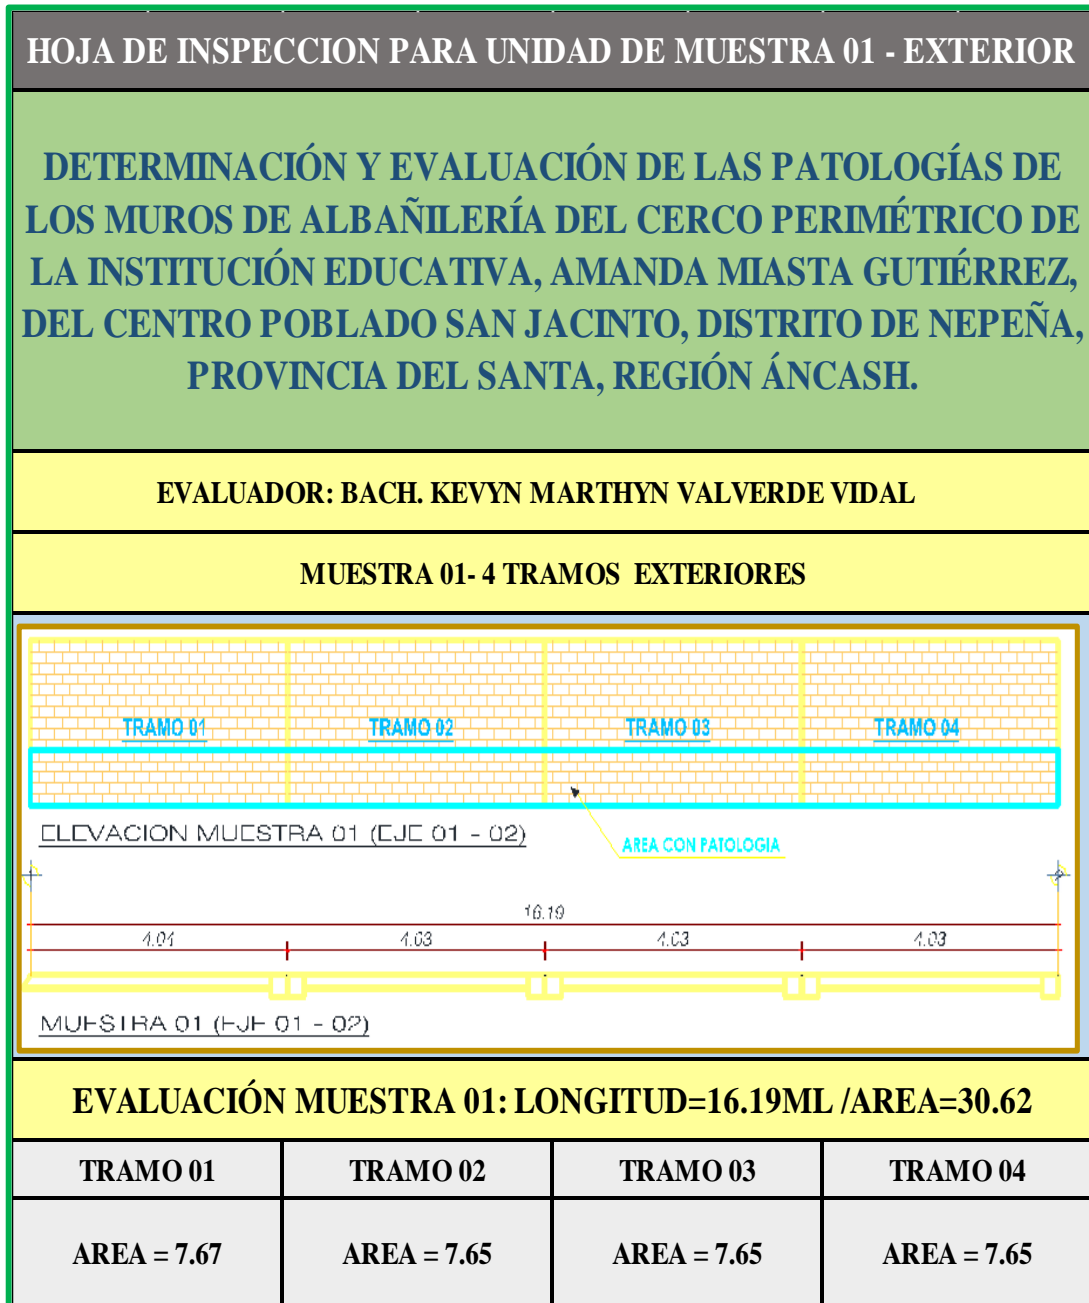 HOJA DE INSPECCION PARA UNIDAD DE MUESTRA 01 - EXTERIOR
DETERMINACIÓN Y EVALUACIÓN DE LAS PATOLOGÍAS DE
LOS MUROS DE ALBAÑILERÍA DEL CERCO PERIMÉTRICO DE
LA INSTITUCIÓN EDUCATIVA, AMANDA MIASTA GUTIÉRREZ,
DEL CENTRO POBLADO SAN JACINTO, DISTRITO DE NEPEÑA,
PROVINCIA DEL SANTA, REGIÓN ÁNCASH.
EVALUADOR: BACH. KEVYN MARTHYN VALVERDE VIDAL
MUESTRA 01- 4 TRAMOS EXTERIORES
TRAMO 01 TRAMO 02 TRAMO 03 TRAMO 04
ELEVACION MUESTRA 01 (EJE 01 - 02)
AREA CON PATOLOGIA
16.19
4.04 4.03 4.03 4.03
MUESTRA 01 (EJE 01 - 02)
EVALUACIÓN MUESTRA 01: LONGITUD=16.19ML /AREA=30.62
TRAMO 01 TRAMO 02 TRAMO 03 TRAMO 04
AREA = 7.67 AREA = 7.65 AREA = 7.65 AREA = 7.65